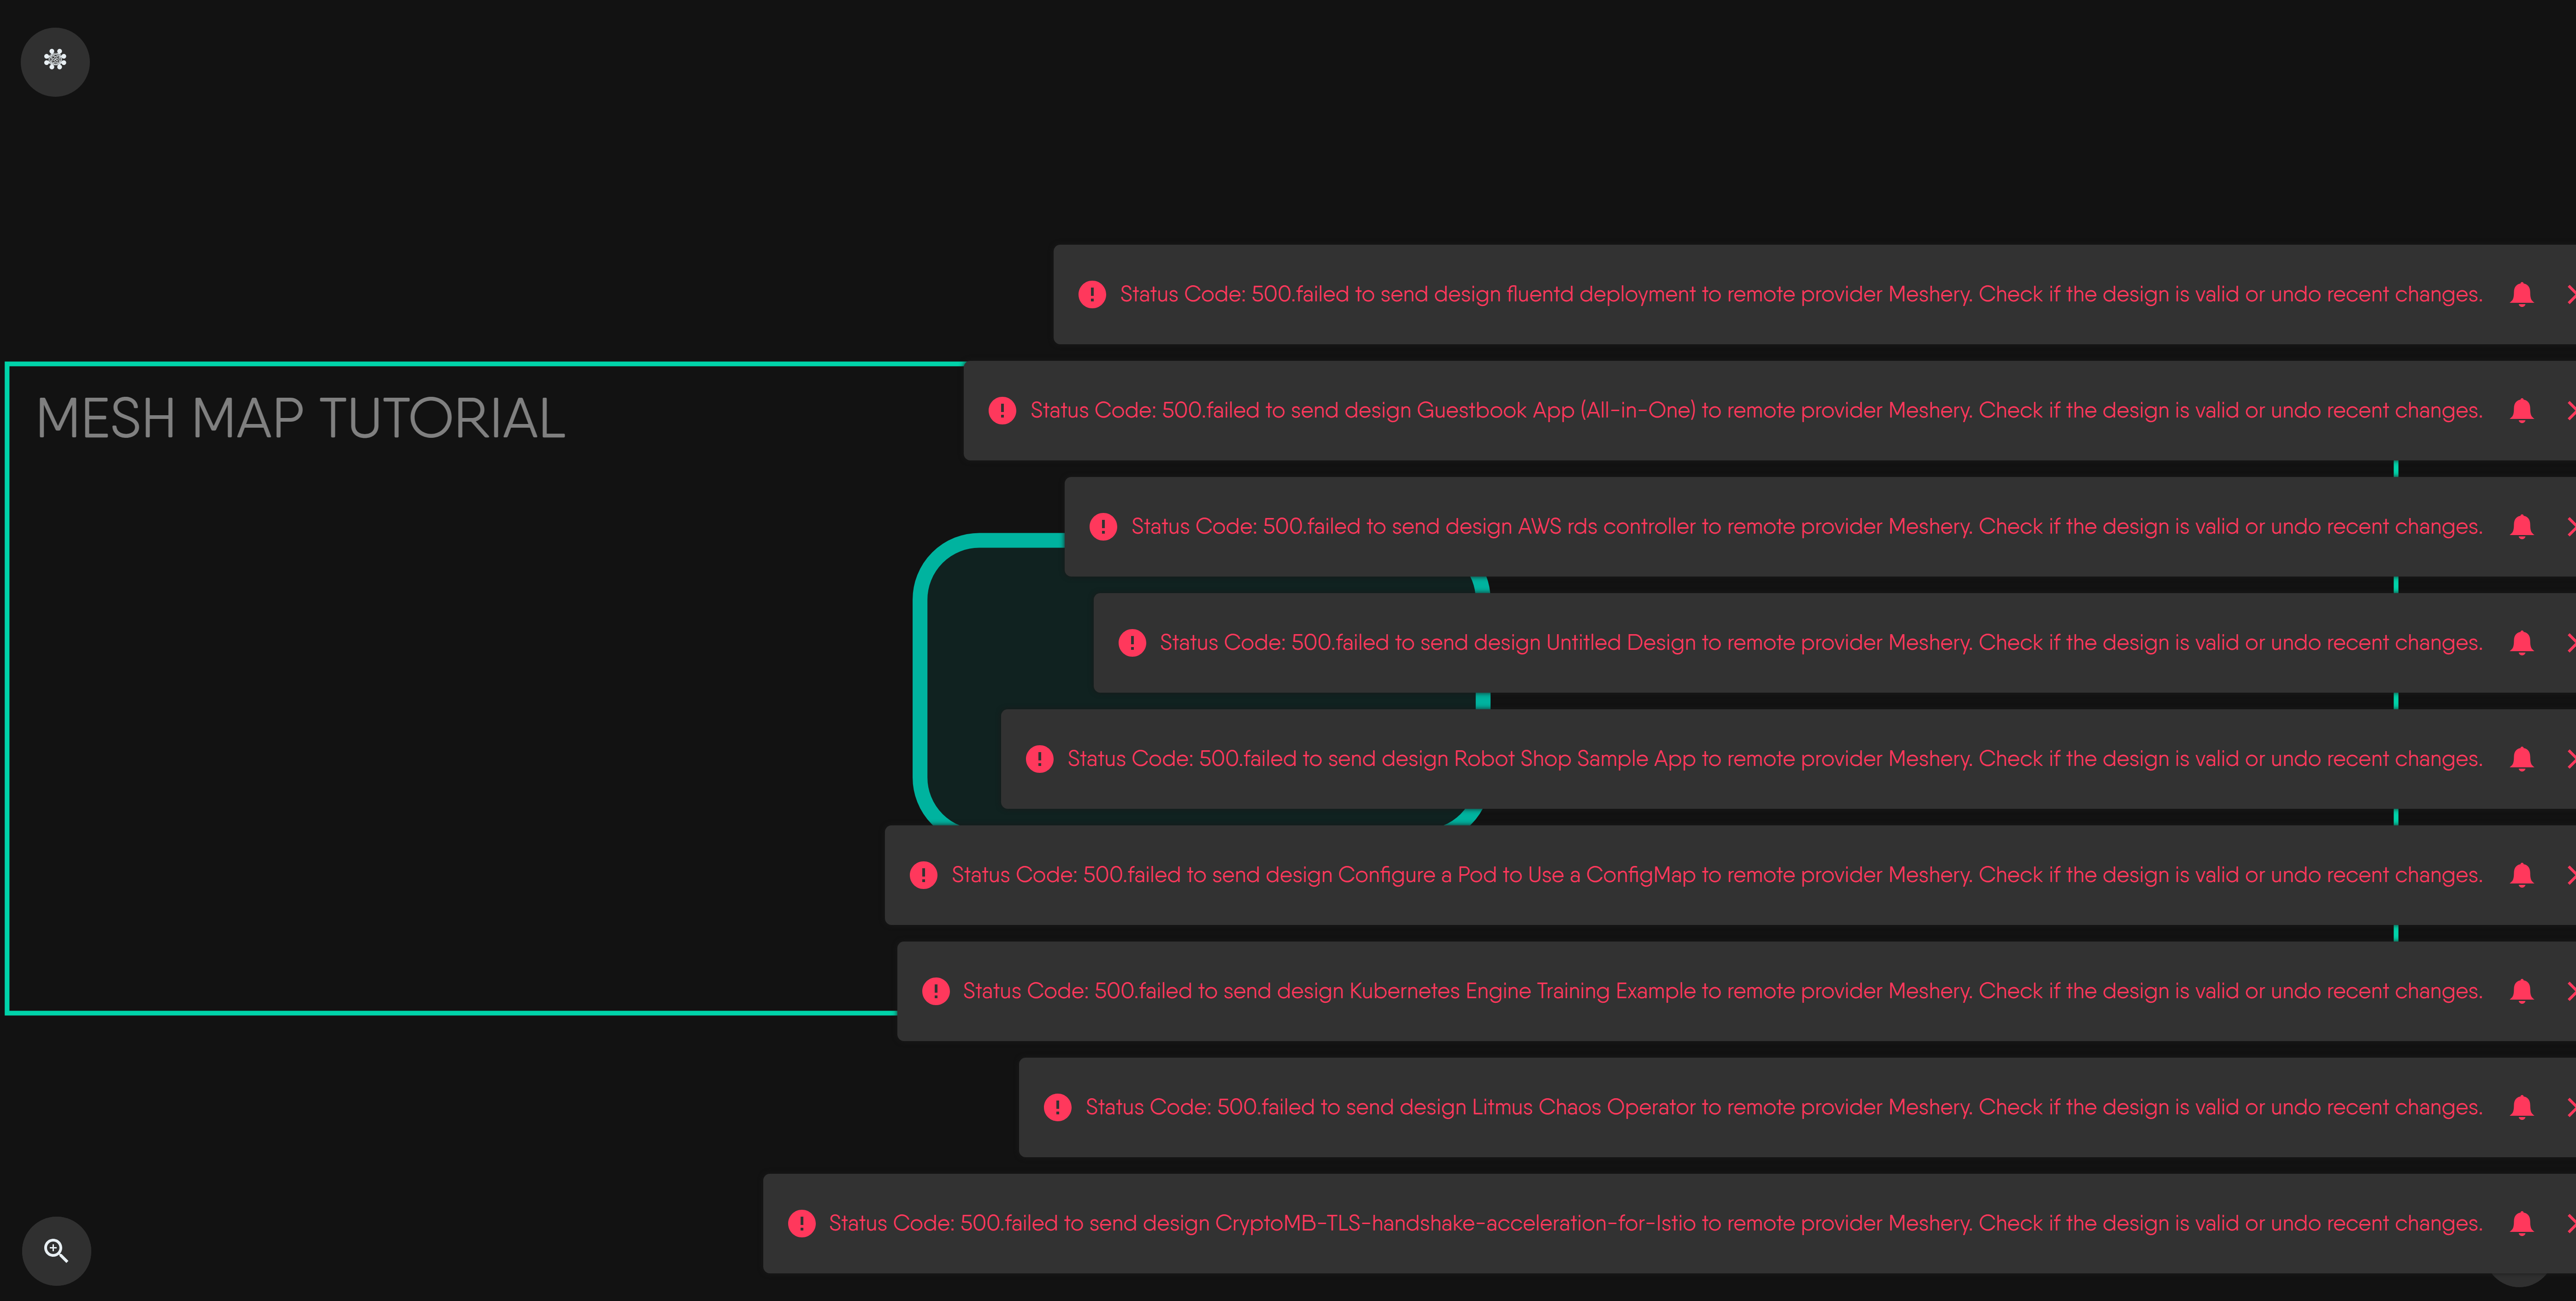 Status Code: 500.failed to send design fluentd deployment to remote provider Meshery. Check if the design is valid or undo recent changes.
MESH MAP TUTORIAL
Status Code: 500.failed to send design Guestbook App (All-in-One) to remote provider Meshery. Check if the design is valid or undo recent changes.
Status Code: 500.failed to send design AWS rds controller to remote provider Meshery. Check if the design is valid or undo recent changes.
Status Code: 500.failed to send design Untitled Design to remote provider Meshery. Check if the design is valid or undo recent changes.
Status Code: 500.failed to send design Robot Shop Sample App to remote provider Meshery. Check if the design is valid or undo recent changes.
Status Code: 500.failed to send design Configure a Pod to Use a ConfigMap to remote provider Meshery. Check if the design is valid or undo recent changes.
Status Code: 500.failed to send design Kubernetes Engine Training Example to remote provider Meshery. Check if the design is valid or undo recent changes.
Status Code: 500.failed to send design Litmus Chaos Operator to remote provider Meshery. Check if the design is valid or undo recent changes.
Status Code: 500.failed to send design CryptoMB-TLS-handshake-acceleration-for-Istio to remote provider Meshery. Check if the design is valid or undo recent changes.